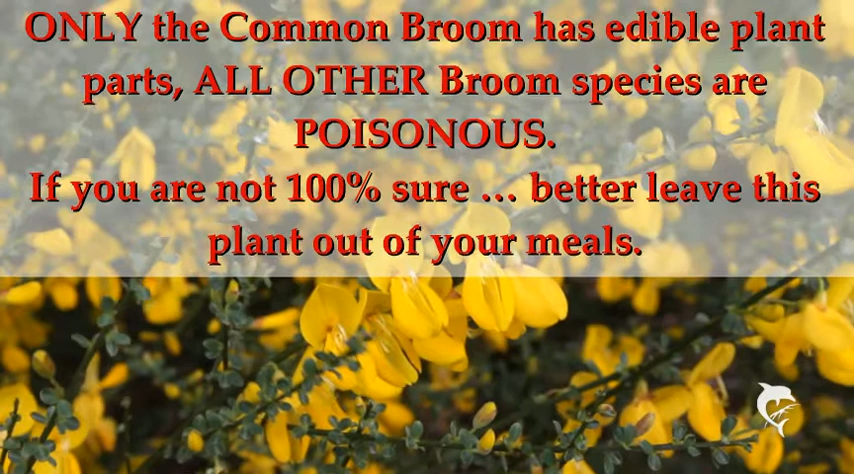 ONLY the Common Broom has edible plant
parts, ALL OTHER Broom species are
POISONOUS.
If you are not 100% sure ... better leave this
plant out of your meals.